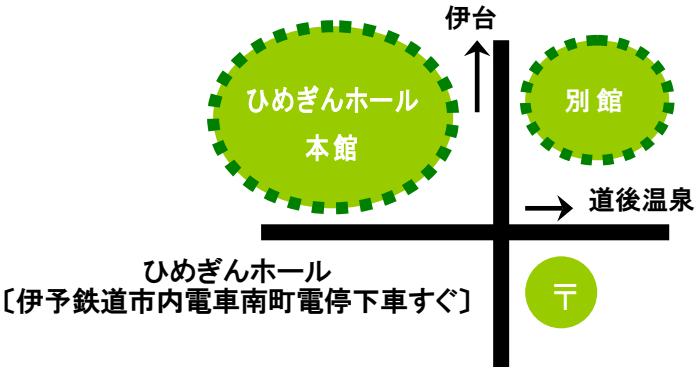 伊台
ひめぎんホール
本館
別館
道後温泉
ひめぎんホール
〔伊予鉄道市内電車南町電停下車すぐ〕
〒